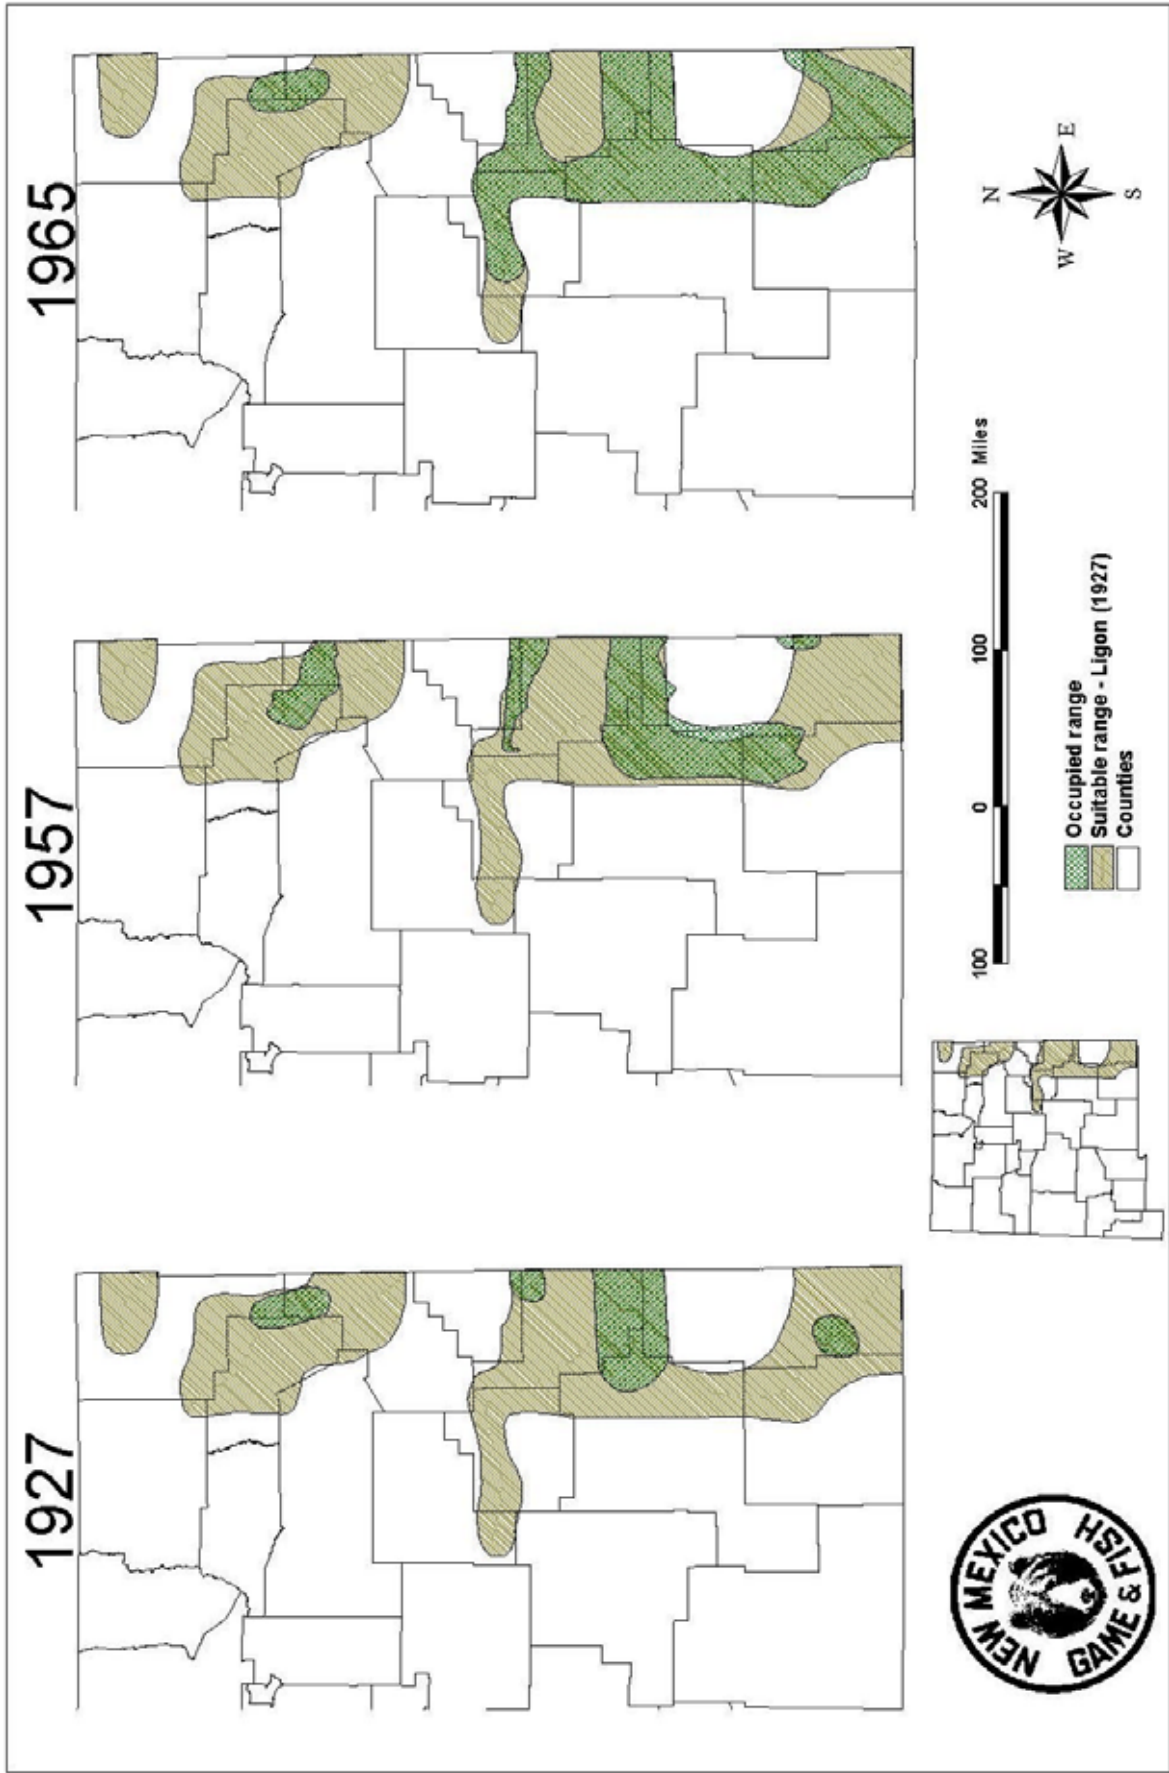 1927
1957
1965
NEW MEXICO
GAME & FISH
100 0 100 200 Miles
Occupied range
Suitable range - Ligon (1927)
Counties
N
W E
S